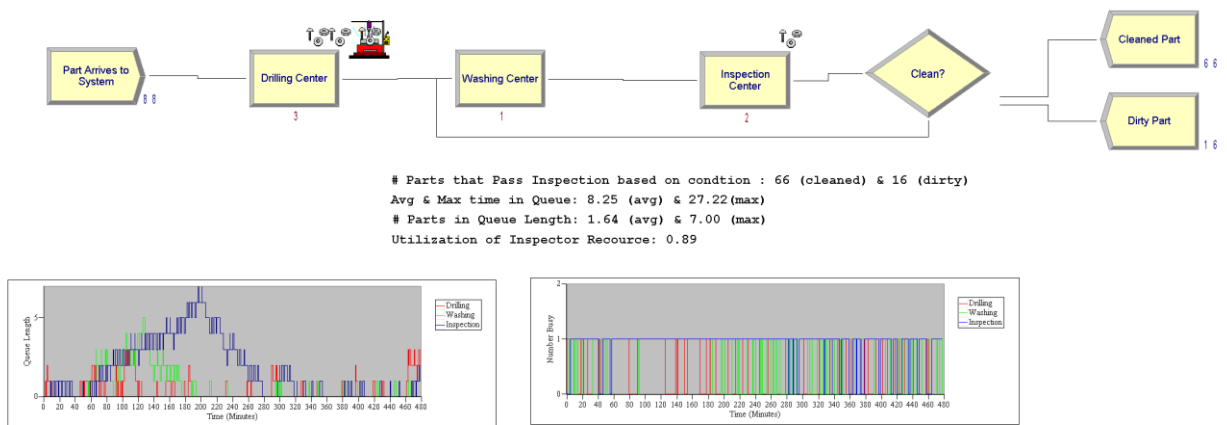 Part Arrives to
System
8 8
Drilling Center
3
Washing Center
1
Inspection
Center
2
Clean?
Cleaned Part
6 6
Dirty Part
1 6
# Parts that Pass Inspection based on condtion : 66 (cleaned) & 16 (dirty)
Avg & Max time in Queue: 8.25 (avg) & 27.22(max)
# Parts in Queue Length: 1.64 (avg) & 7.00 (max)
Utilization of Inspector Recource: 0.89
Queue Length
5
0
0 20 40 60 80 100 120 140 160 180 200 220 240 260 280 300 320 340 360 380 400 420 440 460 480
Time (Minutes)
Drilling
Washing
Inspection
Number Busy
2
1
0
0 20 40 60 80 100 120 140 160 180 200 220 240 260 280 300 320 340 360 380 400 420 440 460 480
Time (Minutes)
Drilling
Washing
Inspection